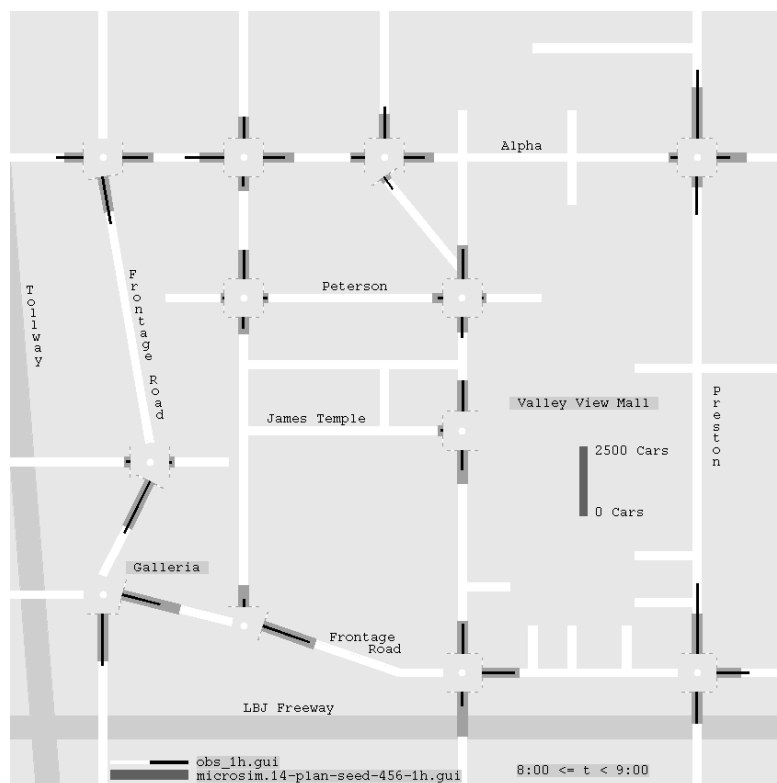 Alpha
Tollway
Frontage
Road
Peterson
Preston
Valley View Mall
James Temple
2500 Cars
0 Cars
Galleria
Frontage
Road
LBJ Freeway
obs_1h.gui
microsim.14-plan-seed-456-1h.gui
8:00 <= t < 9:00